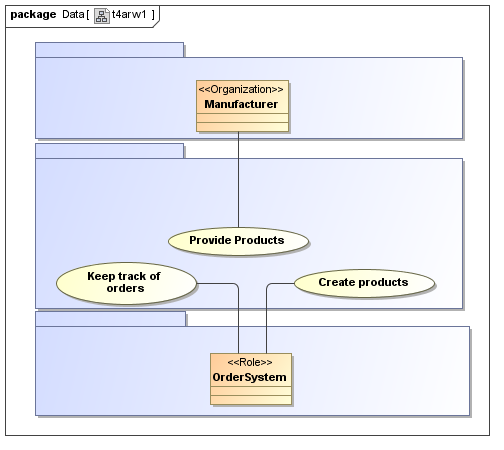 package Data[ t4arw1 ]
<<Organization>>
Manufacturer
Provide Products
Keep track of
orders
Create products
<<Role>>
OrderSystem